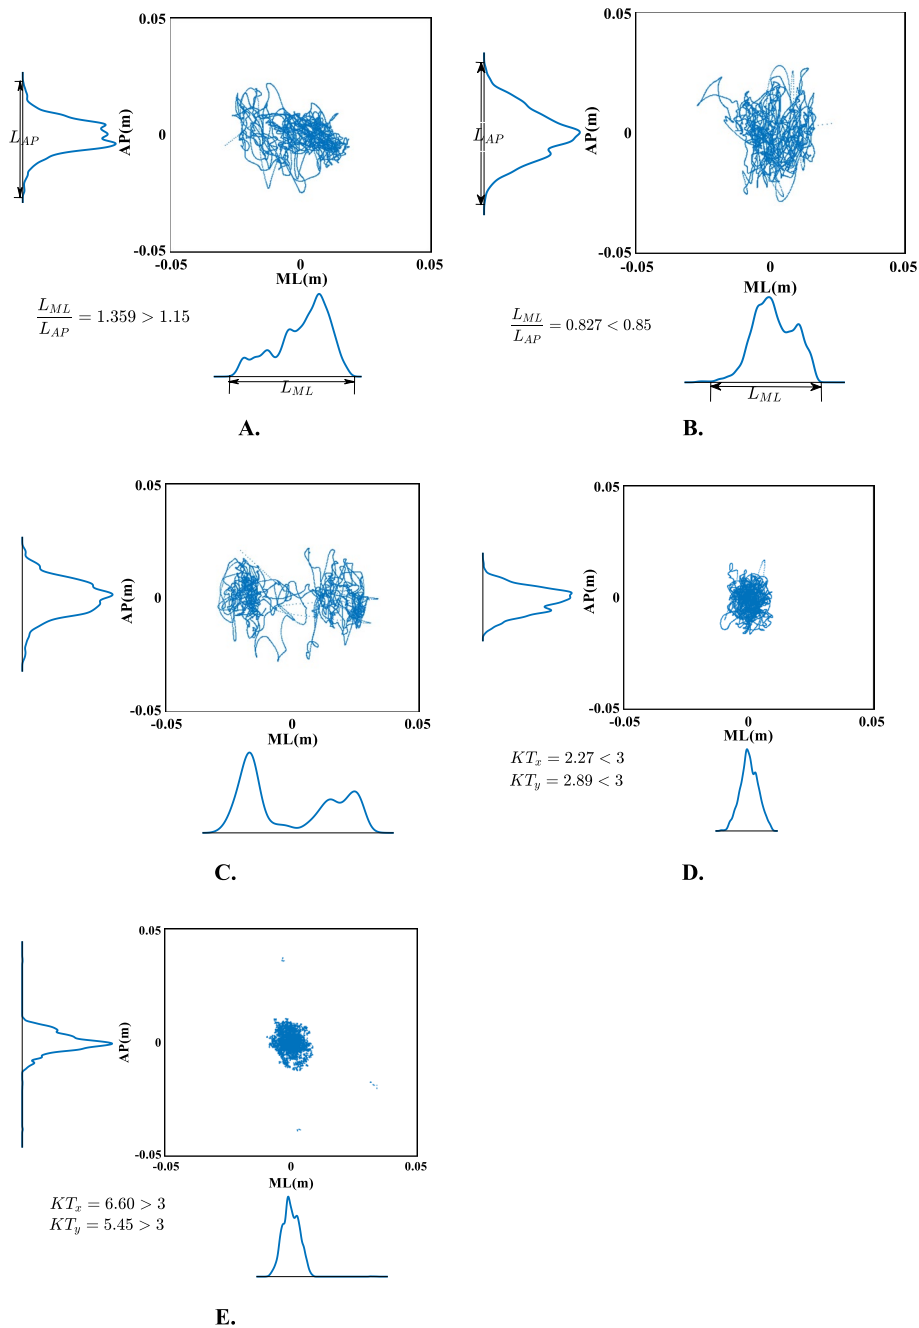 0.05
L_AP
AP(m)
0
-0.05
-0.05
0
0.05
ML(m)
L_ML
L_AP
= 1.359 > 1.15
L_ML
A.
0.05
L_AP
AP(m)
0
-0.05
-0.05
0
0.05
ML(m)
L_ML
L_AP
= 0.827 < 0.85
L_ML
B.
0.05
AP(m)
0
-0.05
-0.05
0
0.05
ML(m)
C.
0.05
AP(m)
0
-0.05
-0.05
0
0.05
ML(m)
KT_x = 2.27 < 3
KT_y = 2.89 < 3
D.
0.05
AP(m)
0
-0.05
-0.05
0
0.05
ML(m)
KT_x = 6.60 > 3
KT_y = 5.45 > 3
E.